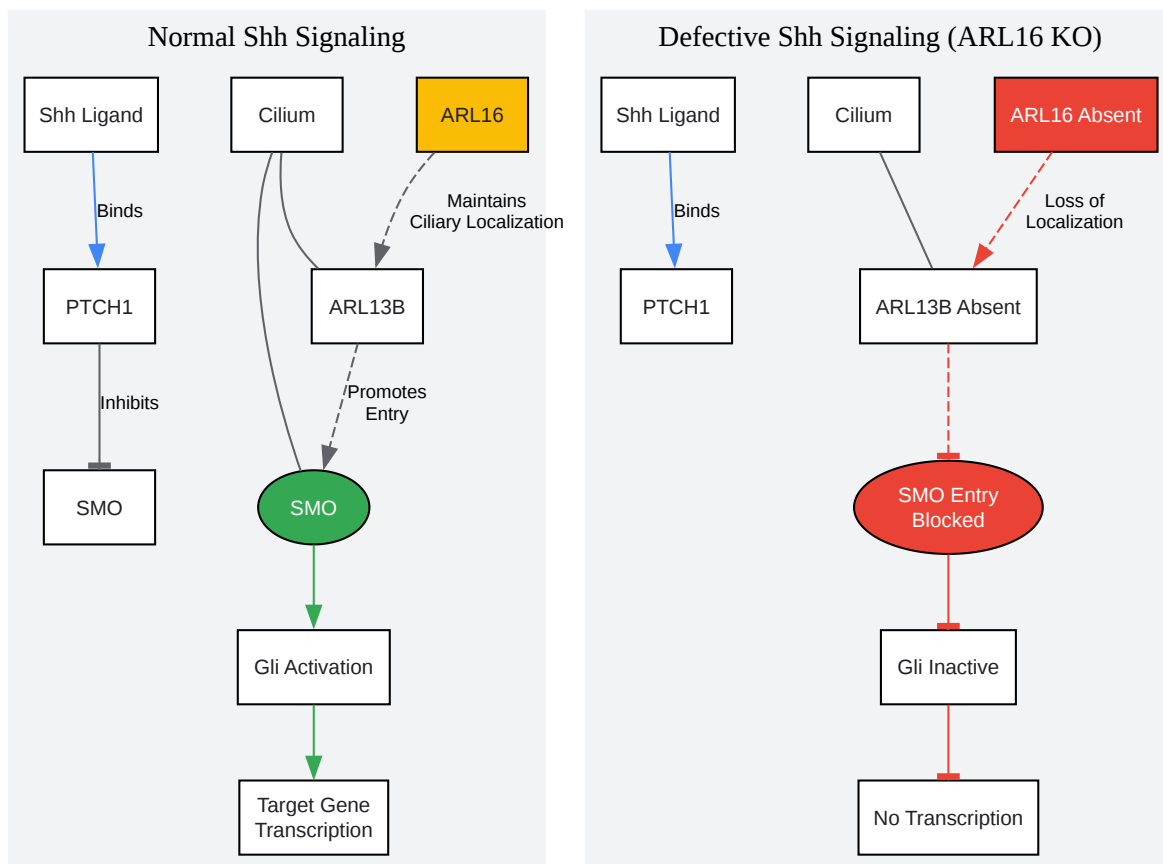 Normal Shh Signaling
Shh Ligand
Cilium
ARL16
Binds
Maintains
Ciliary Localization
PTCH1
ARL13B
Inhibits
Promotes
Entry
SMO
SMO
Gli Activation
Target Gene
Transcription
Defective Shh Signaling (ARL16 KO)
Shh Ligand
Cilium
ARL16 Absent
Binds
Loss of
Localization
PTCH1
ARL13B Absent
SMO Entry
Blocked
Gli Inactive
No Transcription